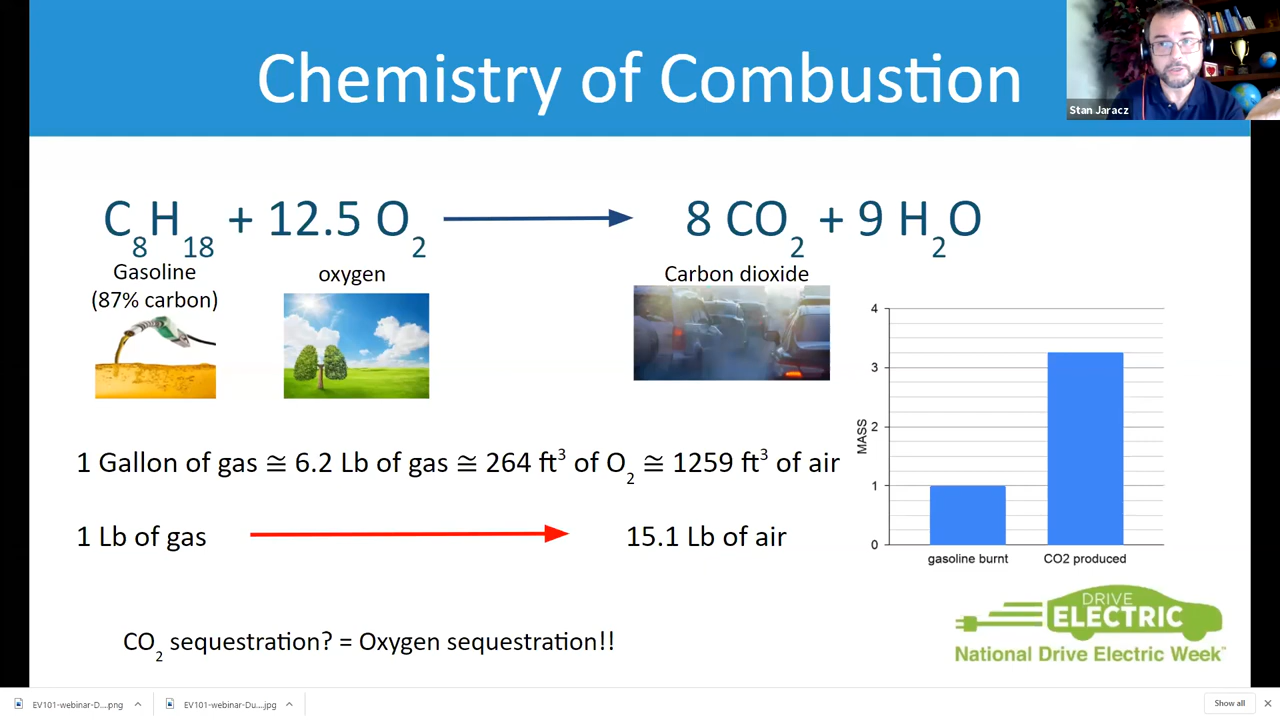 Chemistry of Combustion
Stan Jaracz
C₈H₁₈ + 12.5 O₂ → 8 CO₂ + 9 H₂O
Gasoline
(87% carbon)
oxygen
Carbon dioxide
4
3
2
1
0
MASS
gasoline burnt
CO2 produced
1 Gallon of gas ≅ 6.2 Lb of gas ≅ 264 ft³ of O₂ ≅ 1259 ft³ of air
1 Lb of gas
15.1 Lb of air
CO₂ sequestration? = Oxygen sequestration!!
DRIVE
ELECTRIC
National Drive Electric Week™
EV101-webinar-D....png
EV101-webinar-Du....jpg
Show all